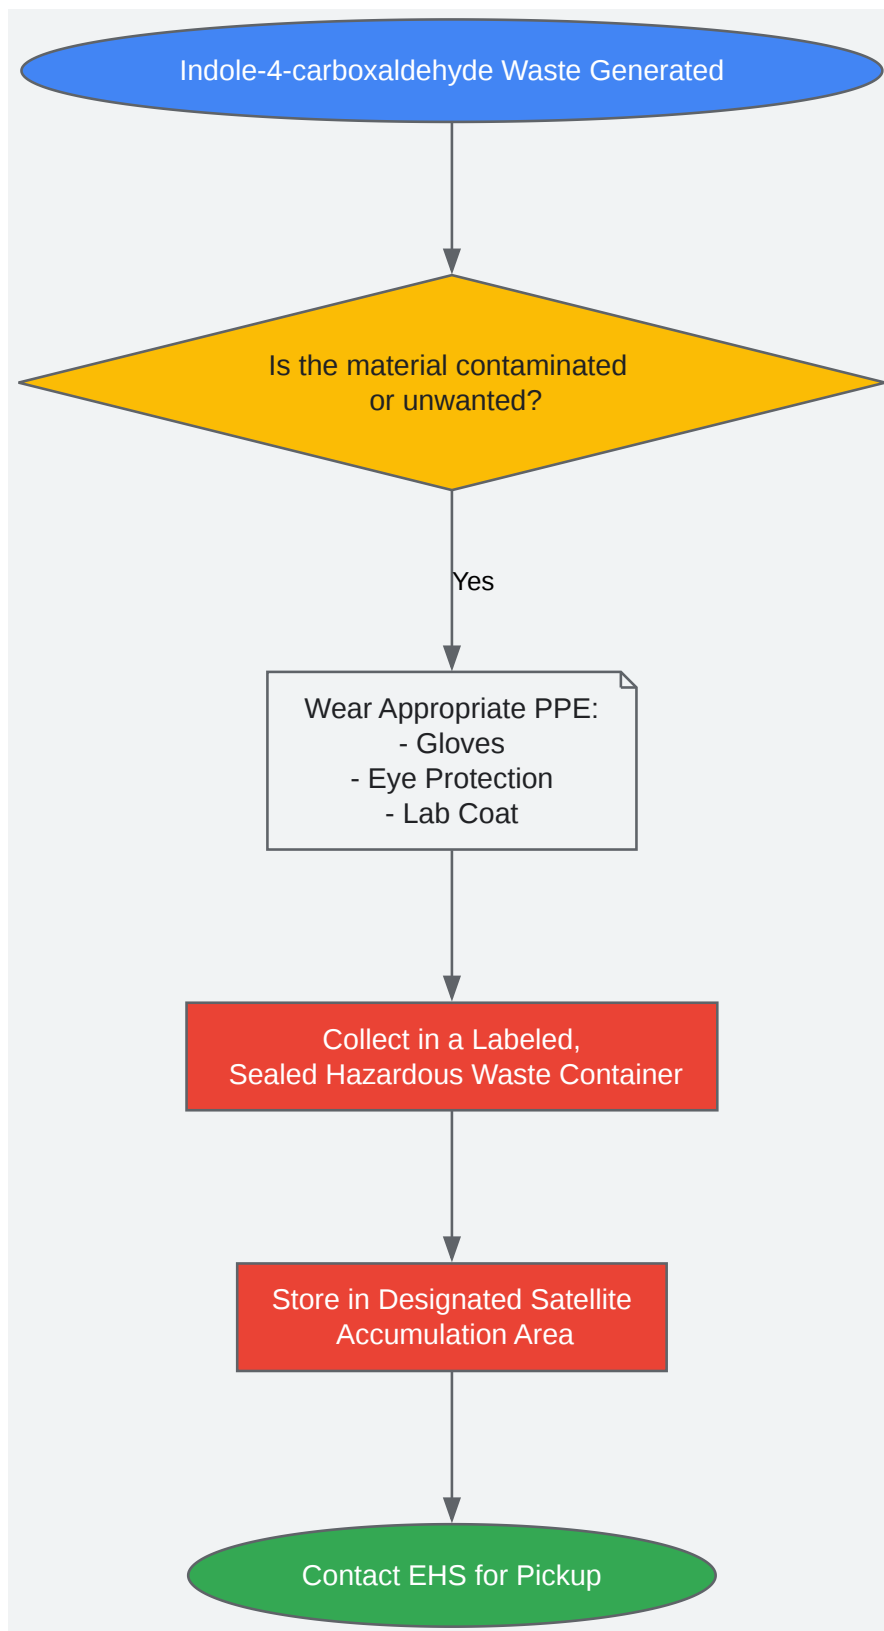 Indole-4-carboxaldehyde Waste Generated
Is the material contaminated
or unwanted?
Yes
Wear Appropriate PPE:
- Gloves
- Eye Protection
- Lab Coat
Collect in a Labeled,
Sealed Hazardous Waste Container
Store in Designated Satellite
Accumulation Area
Contact EHS for Pickup